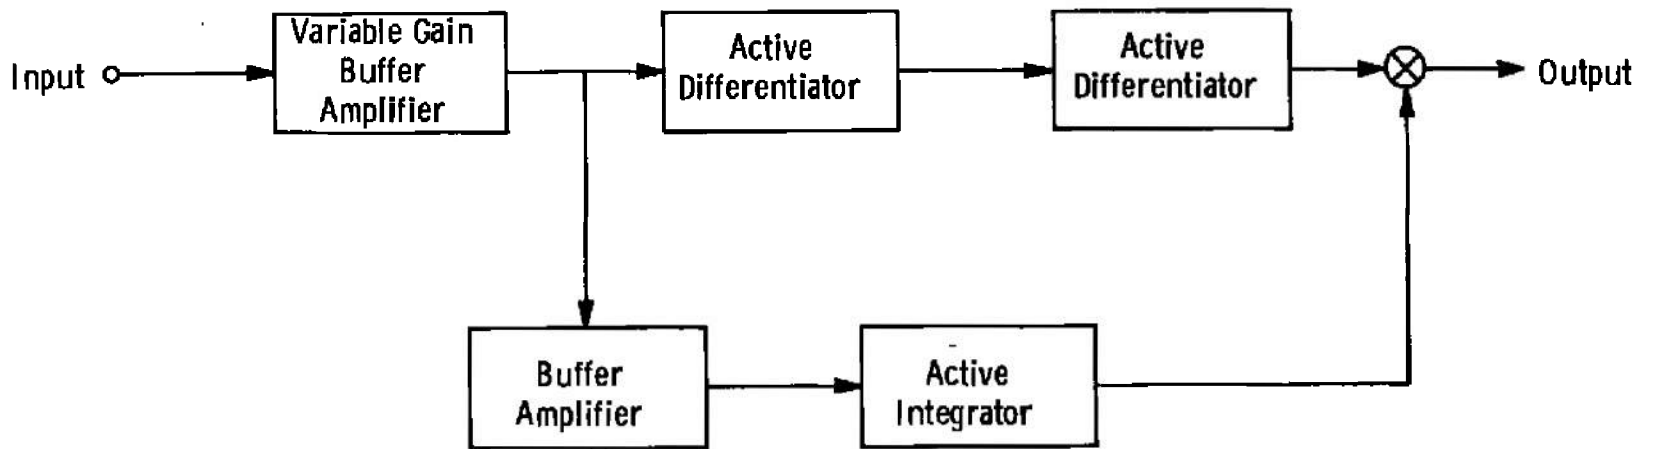 Input
Variable Gain
Buffer
Amplifier
Active
Differentiator
Active
Differentiator
Output
Buffer
Amplifier
Active
Integrator